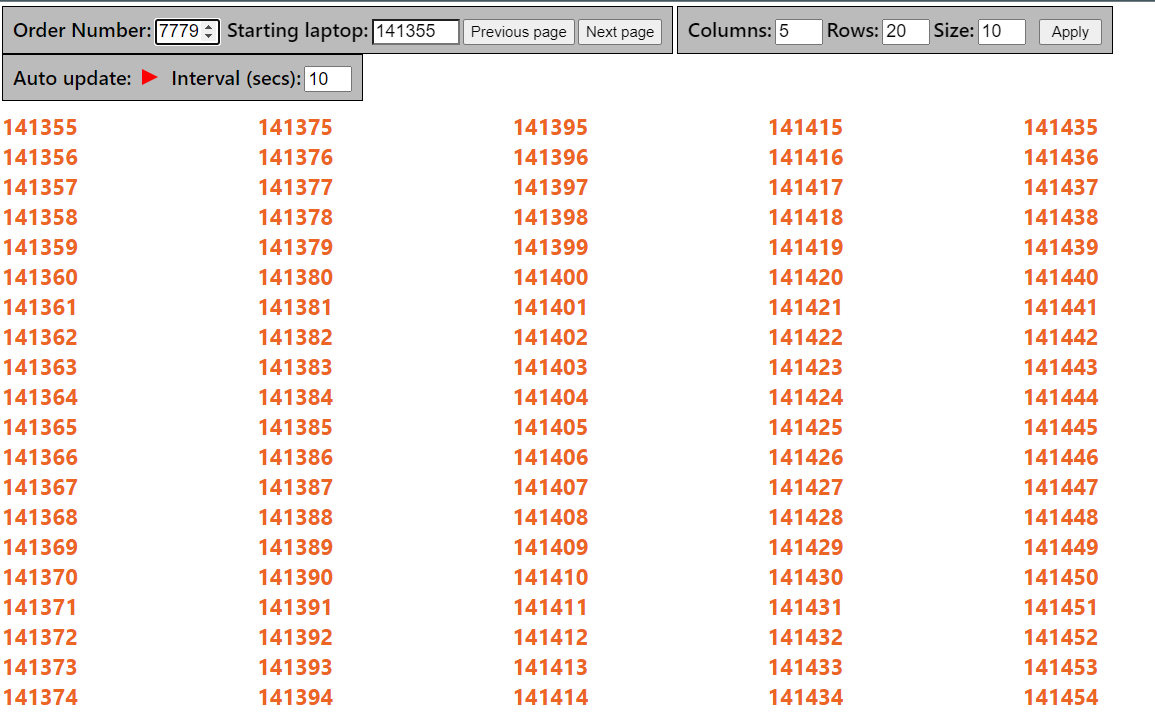 Order Number: 7779 Starting laptop: 141355 Previous page Next page Columns: 5 Rows: 20 Size: 10 Apply
Auto update: Interval (secs): 10
141355 141375 141395 141415 141435
141356 141376 141396 141416 141436
141357 141377 141397 141417 141437
141358 141378 141398 141418 141438
141359 141379 141399 141419 141439
141360 141380 141400 141420 141440
141361 141381 141401 141421 141441
141362 141382 141402 141422 141442
141363 141383 141403 141423 141443
141364 141384 141404 141424 141444
141365 141385 141405 141425 141445
141366 141386 141406 141426 141446
141367 141387 141407 141427 141447
141368 141388 141408 141428 141448
141369 141389 141409 141429 141449
141370 141390 141410 141430 141450
141371 141391 141411 141431 141451
141372 141392 141412 141432 141452
141373 141393 141413 141433 141453
141374 141394 141414 141434 141454